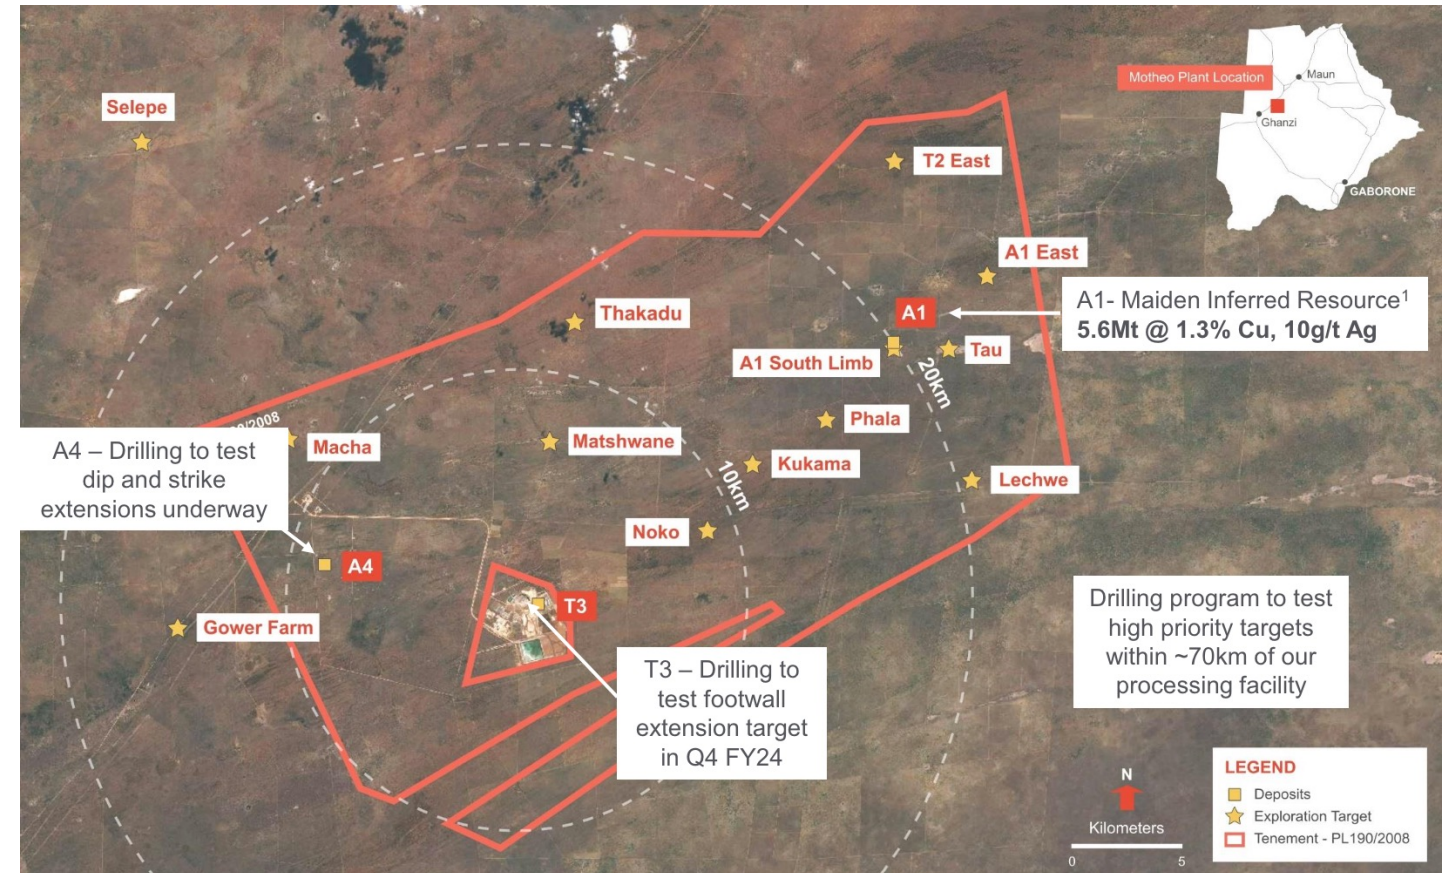 Selepe
Motheo Plant Location
Maun
Ghanzi
GABORONE
T2 East
A1 East
A1
A1- Maiden Inferred Resource¹
5.6Mt @ 1.3% Cu, 10g/t Ag
Thakadu
A1 South Limb
Tau
20km
Phala
/2008
A4 – Drilling to test
dip and strike
extensions underway
Macha
Matshwane
Kukama
10km
Lechwe
Noko
A4
T3
Gower Farm
Drilling program to test
high priority targets
within ~70km of our
processing facility
T3 – Drilling to
test footwall
extension target
in Q4 FY24
N
Kilometers
0 5
LEGEND
Deposits
Exploration Target
Tenement - PL190/2008